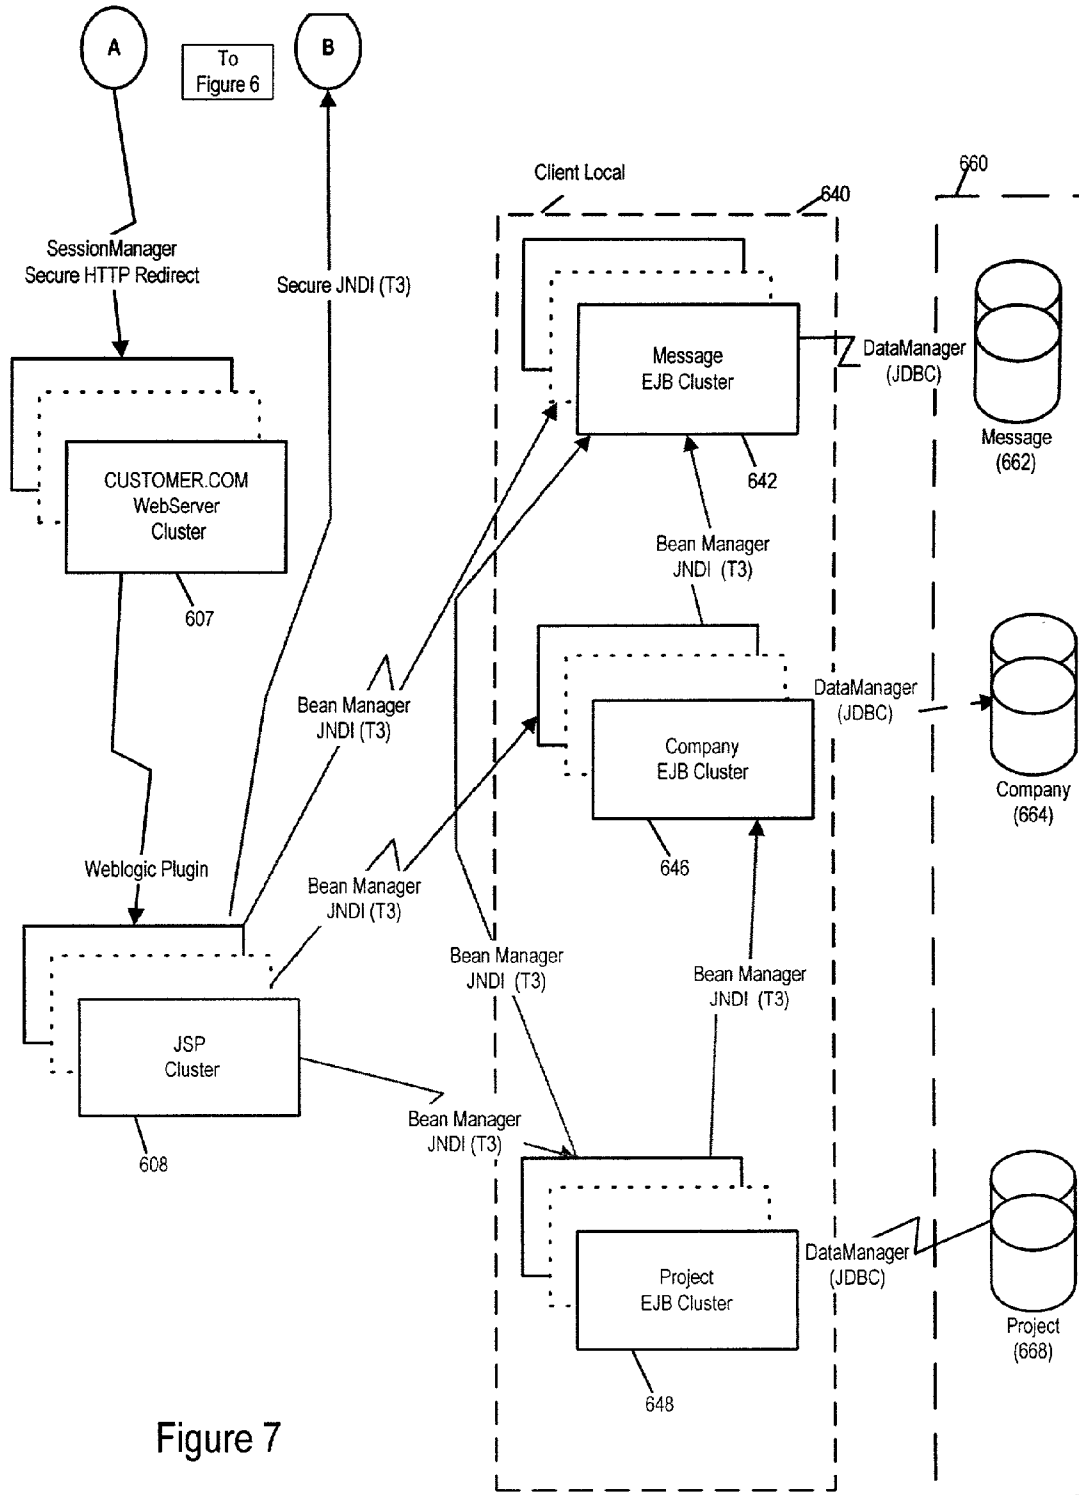 A
To
Figure 6
B
Client Local
640
660
SessionManager
Secure HTTP Redirect
Secure JNDI (T3)
Message
EJB Cluster
DataManager
(JDBC)
Message
(662)
CUSTOMER.COM
WebServer
Cluster
642
607
Bean Manager
JNDI (T3)
Bean Manager
JNDI (T3)
DataManager
(JDBC)
Company
EJB Cluster
Company
(664)
646
Weblogic Plugin
Bean Manager
JNDI (T3)
Bean Manager
JNDI (T3)
Bean Manager
JNDI (T3)
JSP
Cluster
Bean Manager
JNDI (T3)
608
Project
EJB Cluster
DataManager
(JDBC)
Project
(668)
648
Figure 7